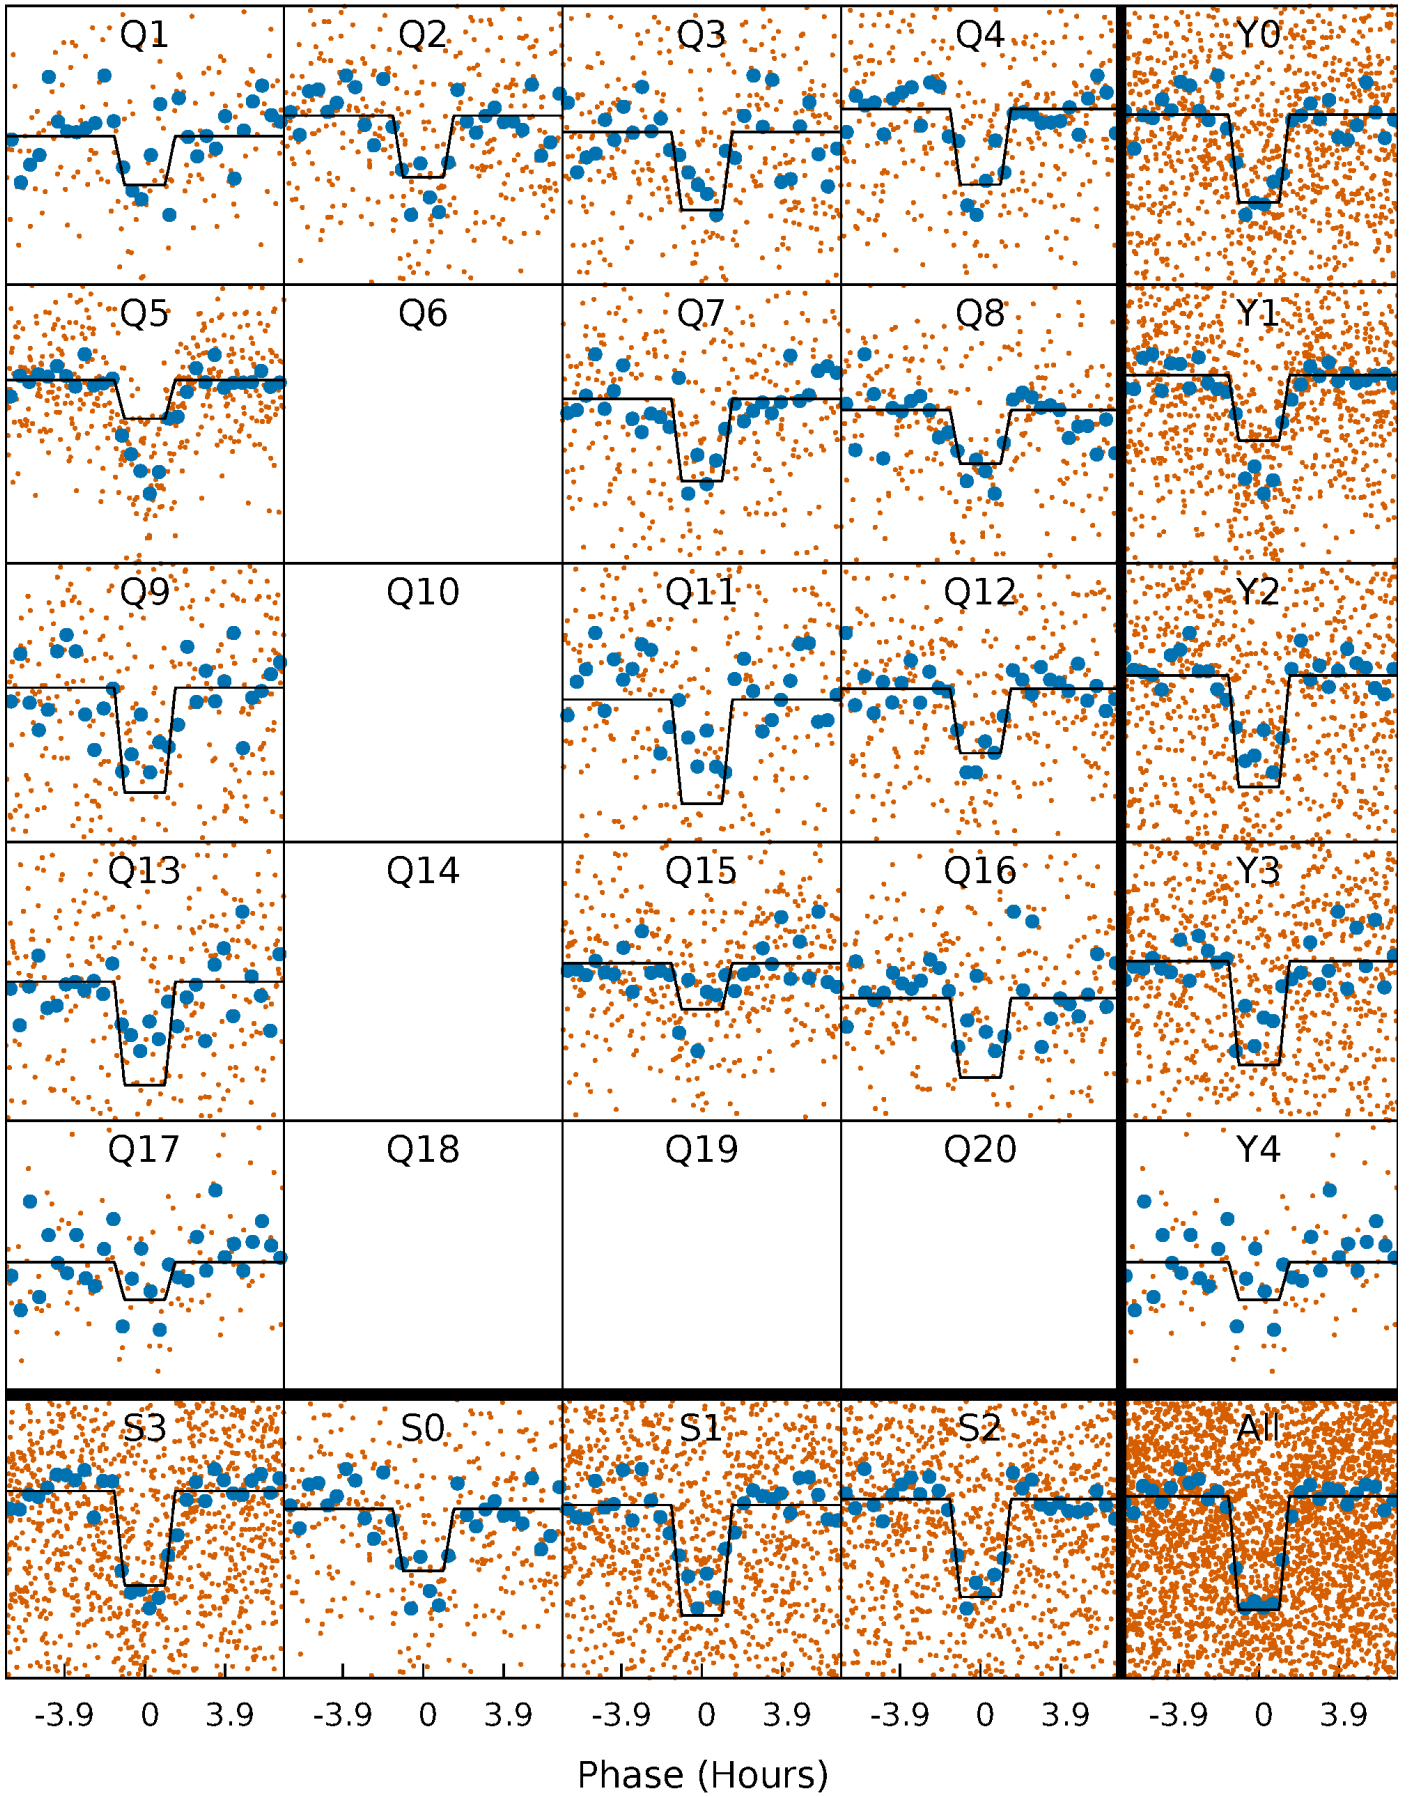 Q1 Q2 Q3 Q4 Y0
Q5 Q6 Q7 Q8 Y1
Q9 Q10 Q11 Q12 Y2
Q13 Q14 Q15 Q16 Y3
Q17 Q18 Q19 Q20 Y4
S3 S0 S1 S2 All
-3.9 0 3.9 -3.9 0 3.9 -3.9 0 3.9 -3.9 0 3.9 -3.9 0 3.9
Phase (Hours)